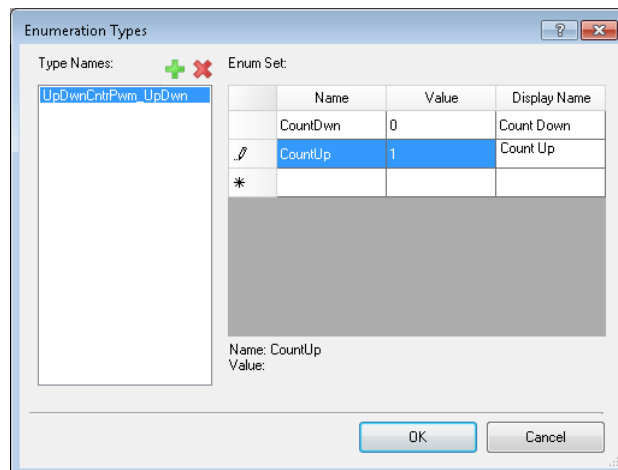 Enumeration Types
Type Names:
Enum Set:
UpDwnCntrPwm_UpDwn
Name Value Display Name
CountDwn 0 Count Down
CountUp 1 Count Up
Name: CountUp
Value:
OK Cancel